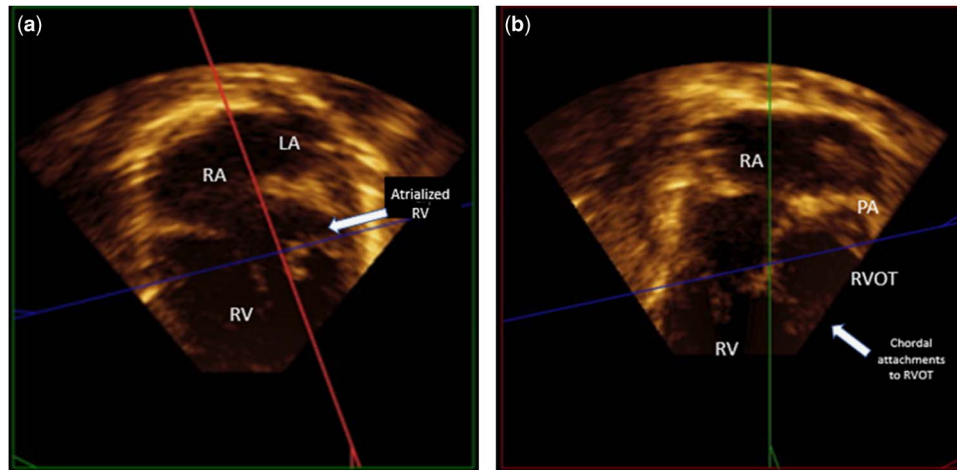 (a)
LA
RA
Atrialized
RV
RV
(b)
RA
PA
RVOT
RV
Chordal
attachments
to RVOT